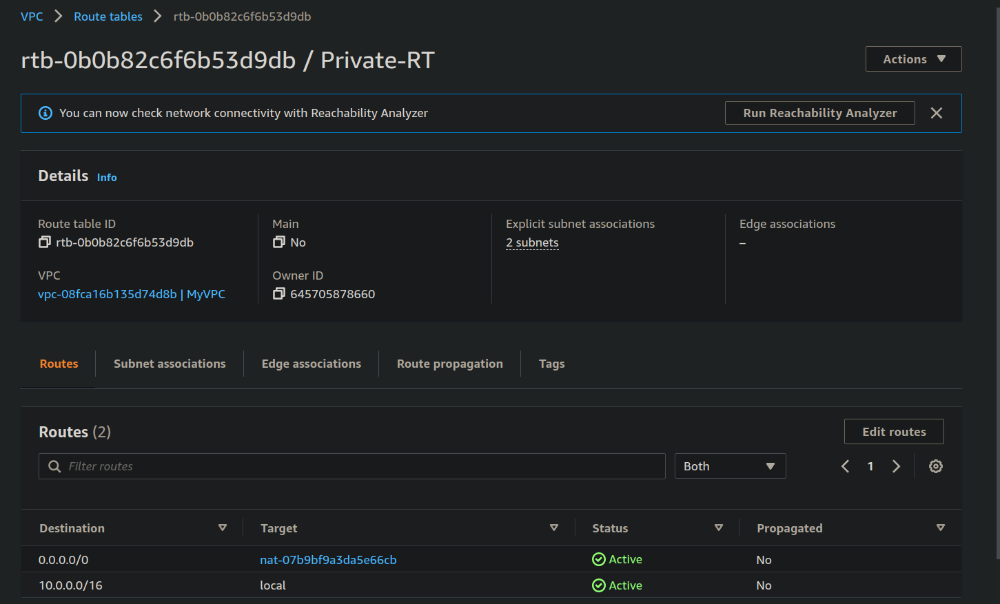 VPC > Route tables > rtb-0b0b82c6f6b53d9db
rtb-0b0b82c6f6b53d9db / Private-RT
Actions
You can now check network connectivity with Reachability Analyzer
Run Reachability Analyzer
Details Info
Route table ID
rtb-0b0b82c6f6b53d9db
Main
No
Explicit subnet associations
2 subnets
Edge associations
–
VPC
vpc-08fca16b135d74d8b | MyVPC
Owner ID
645705878660
Routes Subnet associations Edge associations Route propagation Tags
Routes (2)
Edit routes
Filter routes
Both
1
Destination Target Status Propagated
0.0.0.0/0 nat-07b9bf9a3da5e66cb Active No
10.0.0.0/16 local Active No